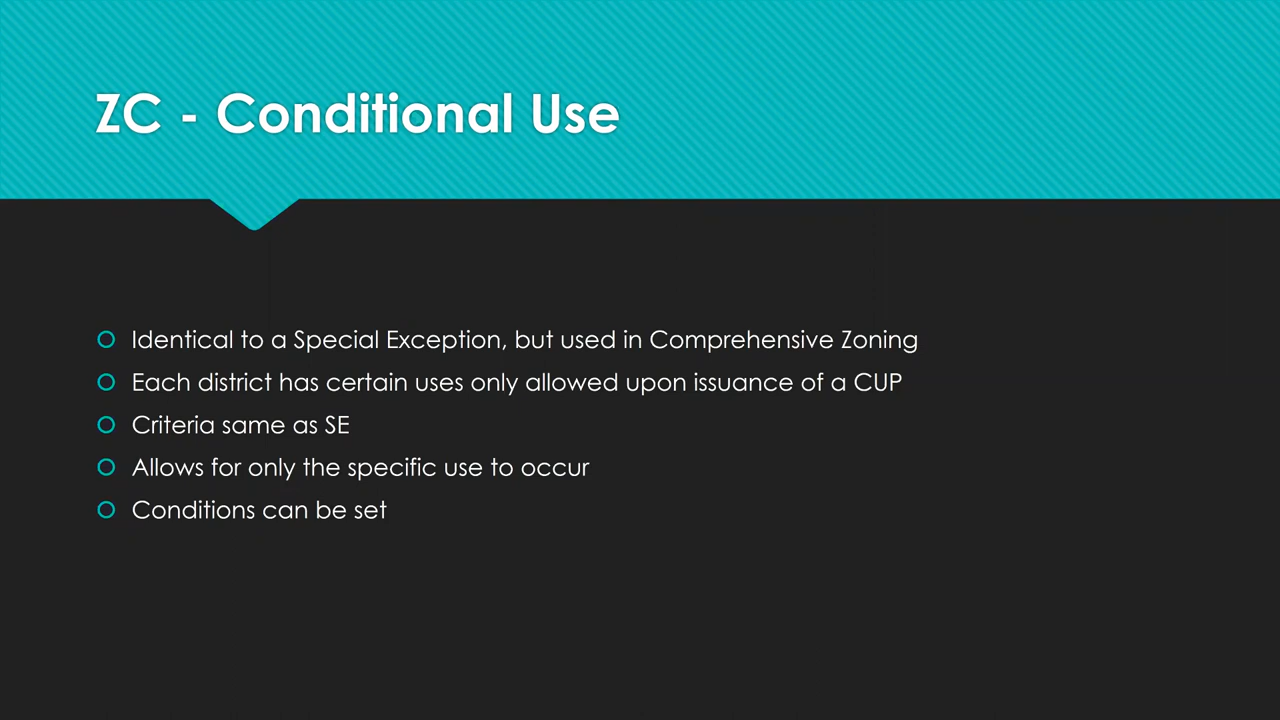 ZC - Conditional Use
Identical to a Special Exception, but used in Comprehensive Zoning
Each district has certain uses only allowed upon issuance of a CUP
Criteria same as SE
Allows for only the specific use to occur
Conditions can be set